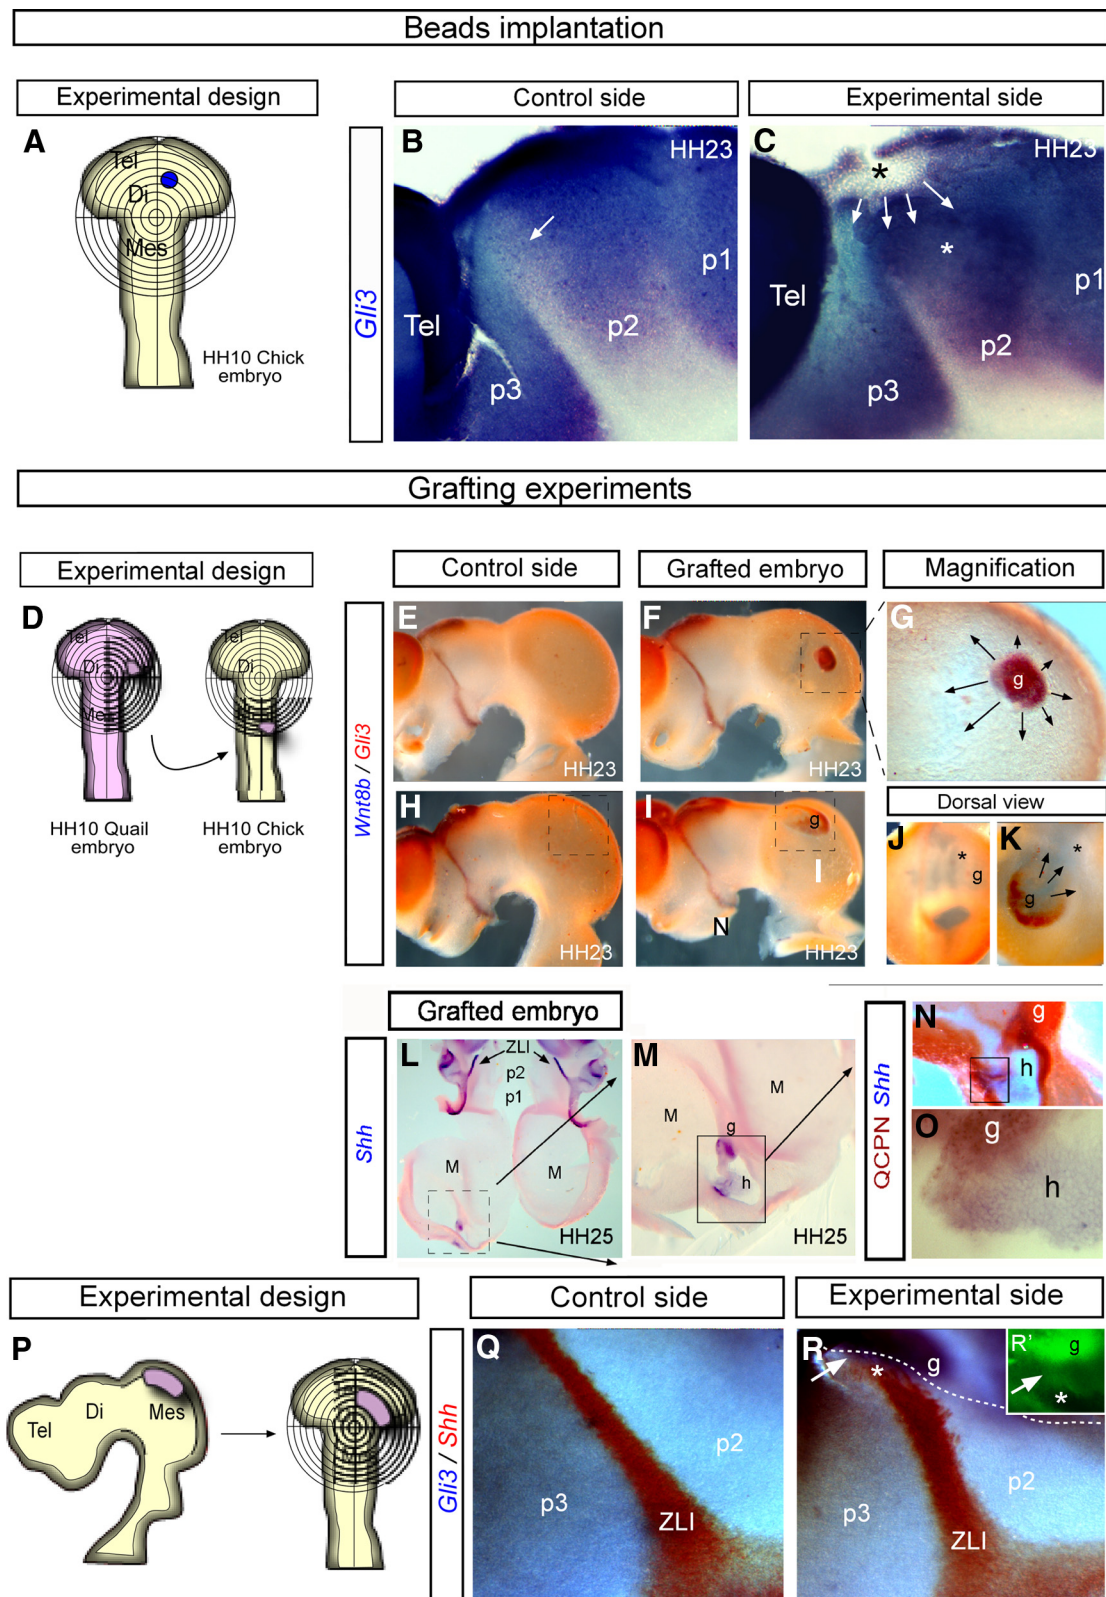 Beads implantation
Experimental design
Control side
Experimental side
A
Tel
Di
Mes
HH10 Chick
embryo
Gli3
B
HH23
Tel
p1
p2
p3
C
*
HH23
*
p1
Tel
p2
p3
Grafting experiments
Experimental design
Control side
Grafted embryo
Magnification
D
Tel
Di
Mes
Tel
Di
HH10 Quail
embryo
HH10 Chick
embryo
Wnt8b / Gli3
E
HH23
F
HH23
G
g
H
HH23
I
g
I
N
HH23
Dorsal view
J
*
g
K
*
g
Grafted embryo
Shh
L
ZLI
p2
p1
M
M
HH25
M
M
M
g
h
HH25
QCPN Shh
N
g
h
O
g
h
Experimental design
Control side
Experimental side
P
Tel
Di
Mes
Gli3 / Shh
Q
p2
p3
ZLI
R
*
g
R'
g
*
p2
p3
ZLI